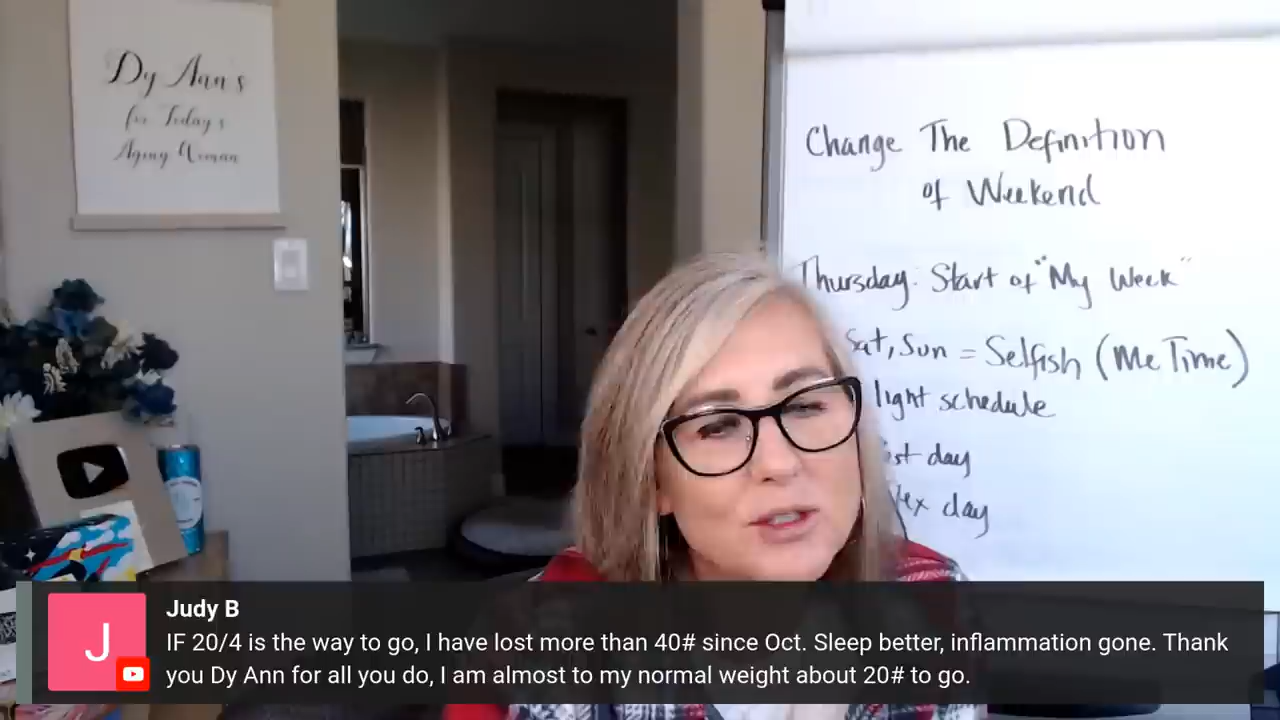 Dy Ann's
for Today's
Aging Woman
Change The Definition
of Weekend
Thursday: Start of "My Week"
Sat, Sun = Selfish (Me Time)
light schedule
day
day
J
Judy B
IF 20/4 is the way to go, I have lost more than 40# since Oct. Sleep better, inflammation gone. Thank
you Dy Ann for all you do, I am almost to my normal weight about 20# to go.